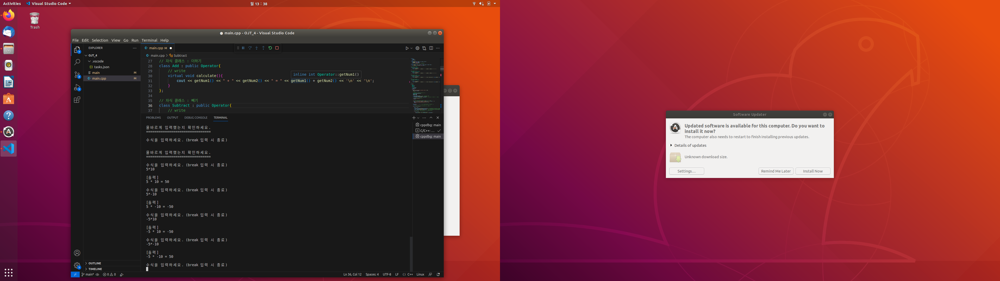 Activities
Visual Studio Code
월 13 : 38
Trash
● main.cpp - OJT_4 - Visual Studio Code
File Edit Selection View Go Run Terminal Help
EXPLORER
OJT_4
.vscode
tasks.json
main M
main.cpp M
OUTLINE
TIMELINE
main.cpp M
main.cpp > Subtract
27 // 자식 클래스 : 더하기
28 class Add : public Operator{
29 // write
30 virtual void calculate(){
inline int Operator::getNum1()
31 cout << getNum1() << " + " << getNum2() << " = " << getNum1() + getNum2() << '\n' << '\n';
32 }
33 };
34
35 // 자식 클래스 : 빼기
36 class Subtract : public Operator{
37 // write
PROBLEMS OUTPUT DEBUG CONSOLE TERMINAL
올바르게 입력했는지 확인하세요.
===============================
수식을 입력하세요. (break 입력 시 종료)
올바르게 입력했는지 확인하세요.
===============================
수식을 입력하세요. (break 입력 시 종료)
5*10
[출력]
5 * 10 = 50
수식을 입력하세요. (break 입력 시 종료)
5*-10
[출력]
5 * -10 = -50
수식을 입력하세요. (break 입력 시 종료)
-5*10
[출력]
-5 * 10 = -50
수식을 입력하세요. (break 입력 시 종료)
-5*-10
[출력]
-5 * -10 = 50
수식을 입력하세요. (break 입력 시 종료)
cppdbg: main
C/C++: ...
cppdbg: main
main* 0 0
Ln 36, Col 12 Spaces: 4 UTF-8 LF {} C++ Linux
Software Updater
Updated software is available for this computer. Do you want to
install it now?
The computer also needs to restart to finish installing previous updates.
Details of updates
Unknown download size.
Settings...
Remind Me Later
Install Now